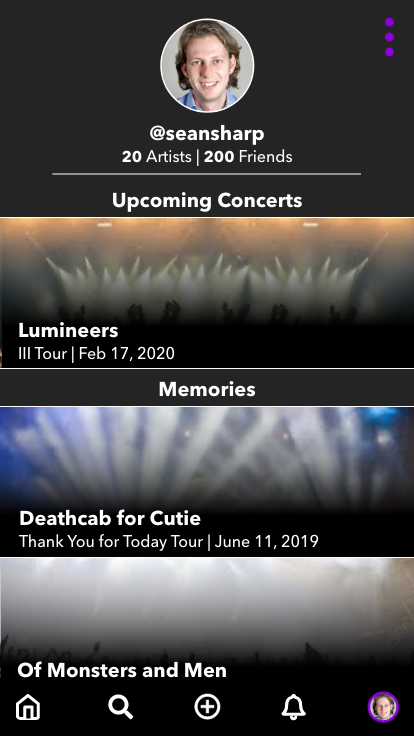 @seansharp
20 Artists | 200 Friends
Upcoming Concerts
Lumineers
III Tour | Feb 17, 2020
Memories
Deathcab for Cutie
Thank You for Today Tour | June 11, 2019
Of Monsters and Men